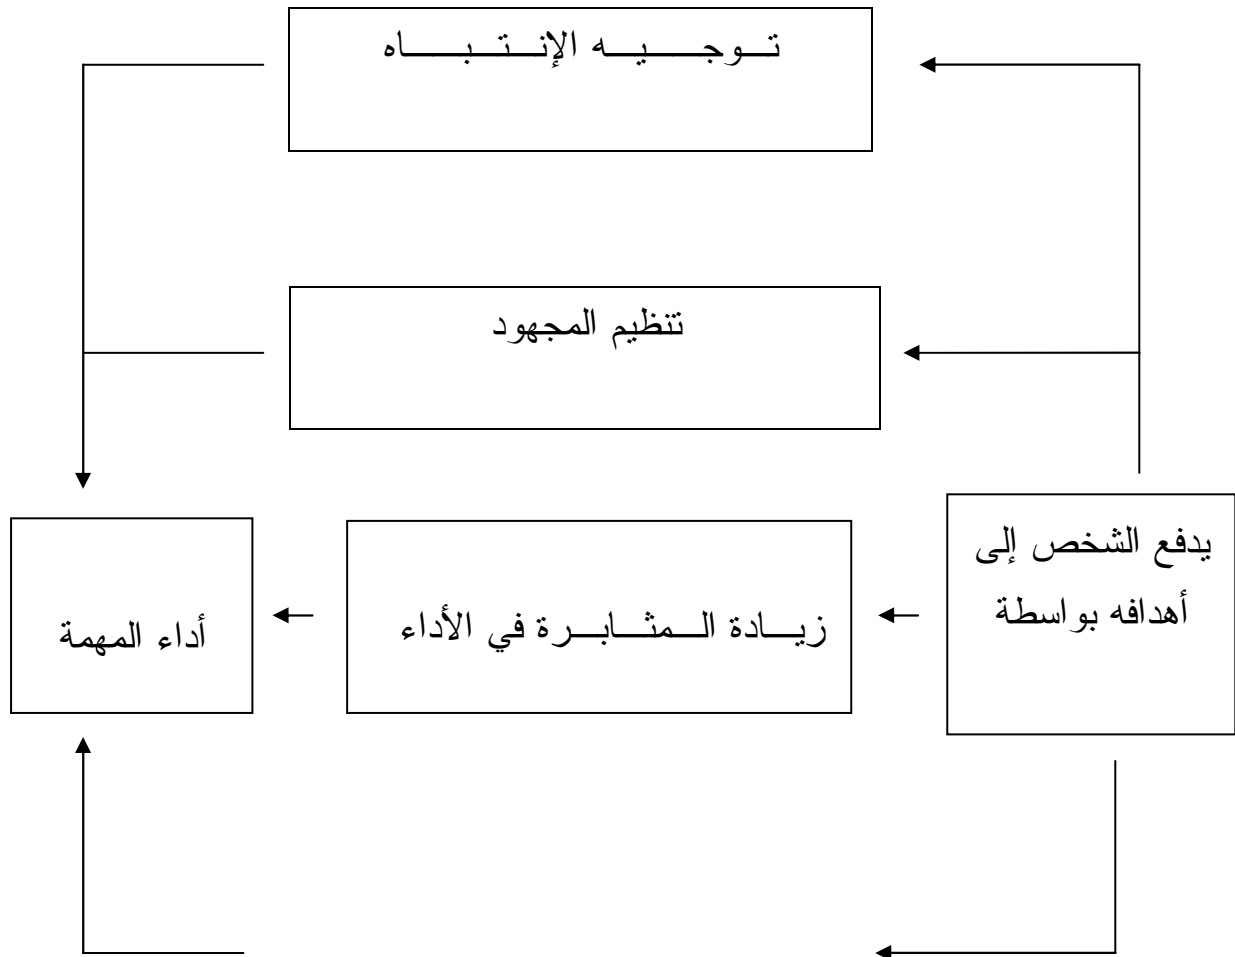 توجيه الإنتباه
تنظيم المجهود
يدفع الشخص إلى
أهدافه بواسطة
زيادة المثابرة في الأداء
أداء المهمة